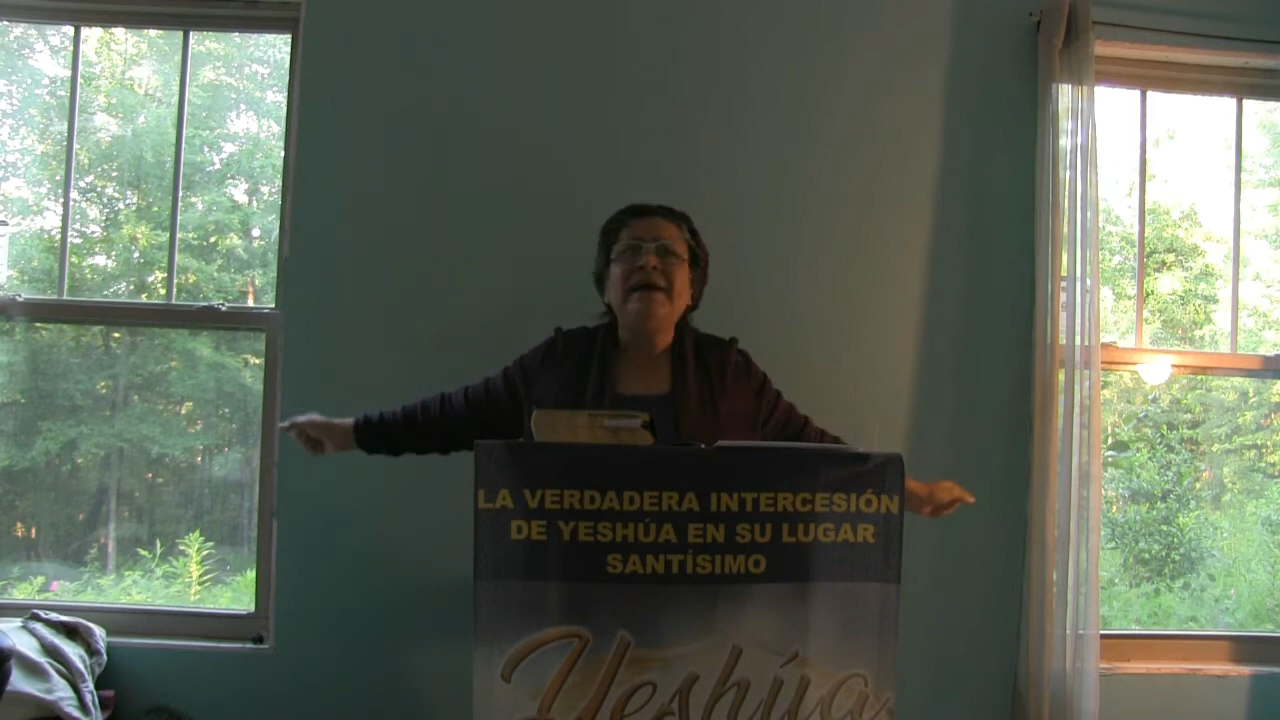 LA VERDADERA INTERCESIÓN
DE YESHÚA EN SU LUGAR
SANTÍSIMO
Yeshúa